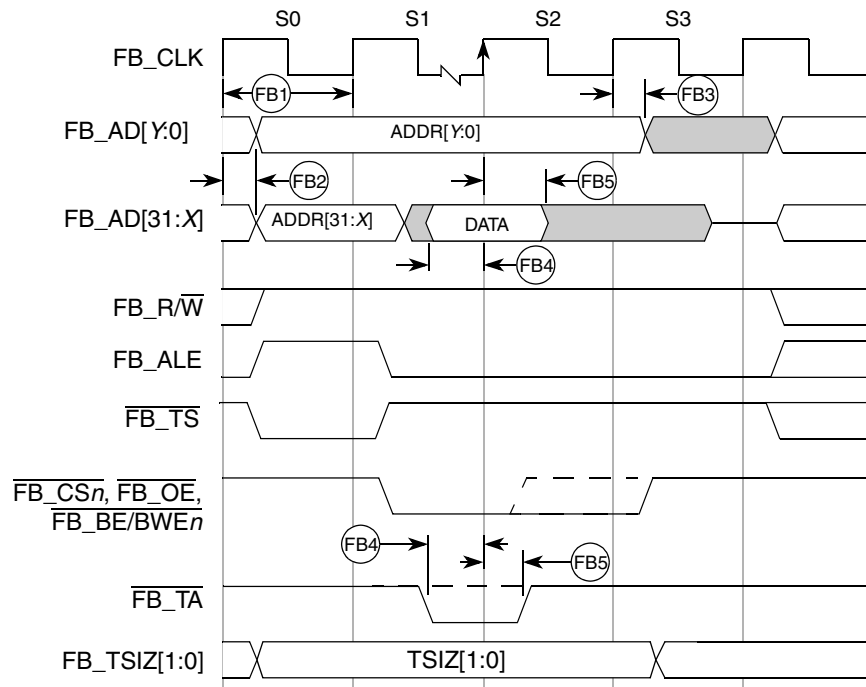 S0 S1 S2 S3
FB_CLK
FB1
FB3
FB_AD[Y:0]
ADDR[Y:0]
FB2
FB5
FB_AD[31:X]
ADDR[31:X]
DATA
FB4
FB_R/W
FB_ALE
FB_TS
FB_CSn, FB_OE,
FB_BE/BWEn
FB4
FB5
FB_TA
FB_TSIZ[1:0]
TSIZ[1:0]